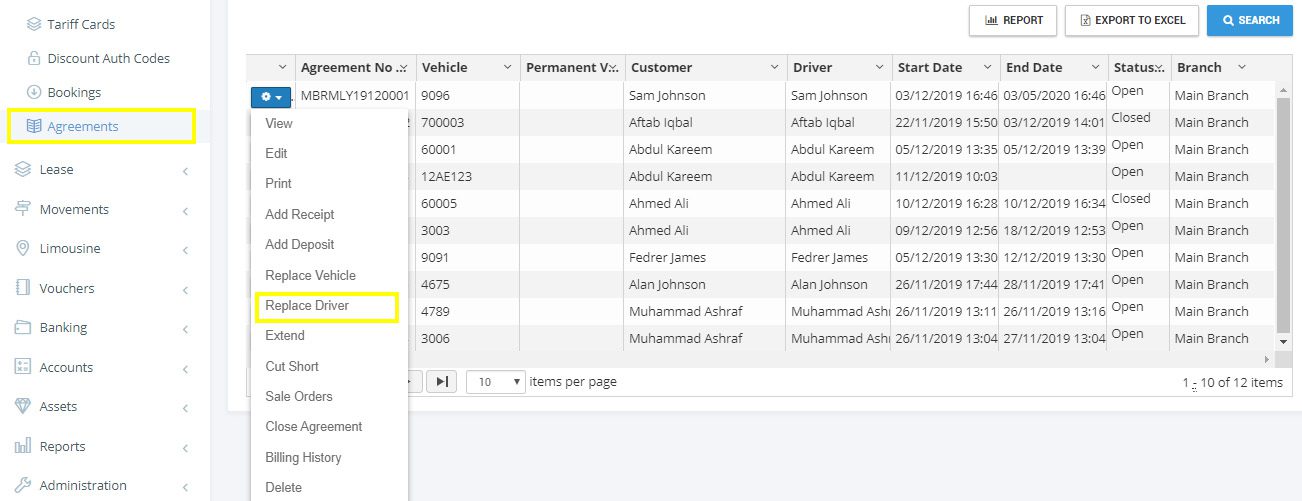 Tariff Cards
Discount Auth Codes
Bookings
Agreements
Lease
Movements
Limousine
Vouchers
Banking
Accounts
Assets
Reports
Administration
REPORT
EXPORT TO EXCEL
SEARCH
Agreement No ... Vehicle Permanent V... Customer Driver Start Date End Date Status... Branch
MBRMLY19120001 9096 Sam Johnson Sam Johnson 03/12/2019 16:46 03/05/2020 16:46 Open Main Branch
2 700003 Aftab Iqbal Aftab Iqbal 22/11/2019 15:50 03/12/2019 14:01 Closed Main Branch
60001 Abdul Kareem Abdul Kareem 05/12/2019 13:35 05/12/2019 13:39 Open Main Branch
12AE123 Abdul Kareem Abdul Kareem 11/12/2019 10:03 Open Main Branch
60005 Ahmed Ali Ahmed Ali 10/12/2019 16:28 10/12/2019 16:34 Closed Main Branch
3003 Ahmed Ali Ahmed Ali 09/12/2019 12:56 18/12/2019 12:53 Open Main Branch
9091 Fedrer James Fedrer James 05/12/2019 13:30 12/12/2019 13:30 Open Main Branch
4675 Alan Johnson Alan Johnson 26/11/2019 17:44 28/11/2019 17:41 Open Main Branch
4789 Muhammad Ashraf Muhammad Ash 26/11/2019 13:11 26/11/2019 13:16 Open Main Branch
3006 Muhammad Ashraf Muhammad Ash 26/11/2019 13:04 27/11/2019 13:04 Open Main Branch
View
Edit
Print
Add Receipt
Add Deposit
Replace Vehicle
Replace Driver
Extend
Cut Short
Sale Orders
Close Agreement
Billing History
Delete
10 items per page
1 - 10 of 12 items